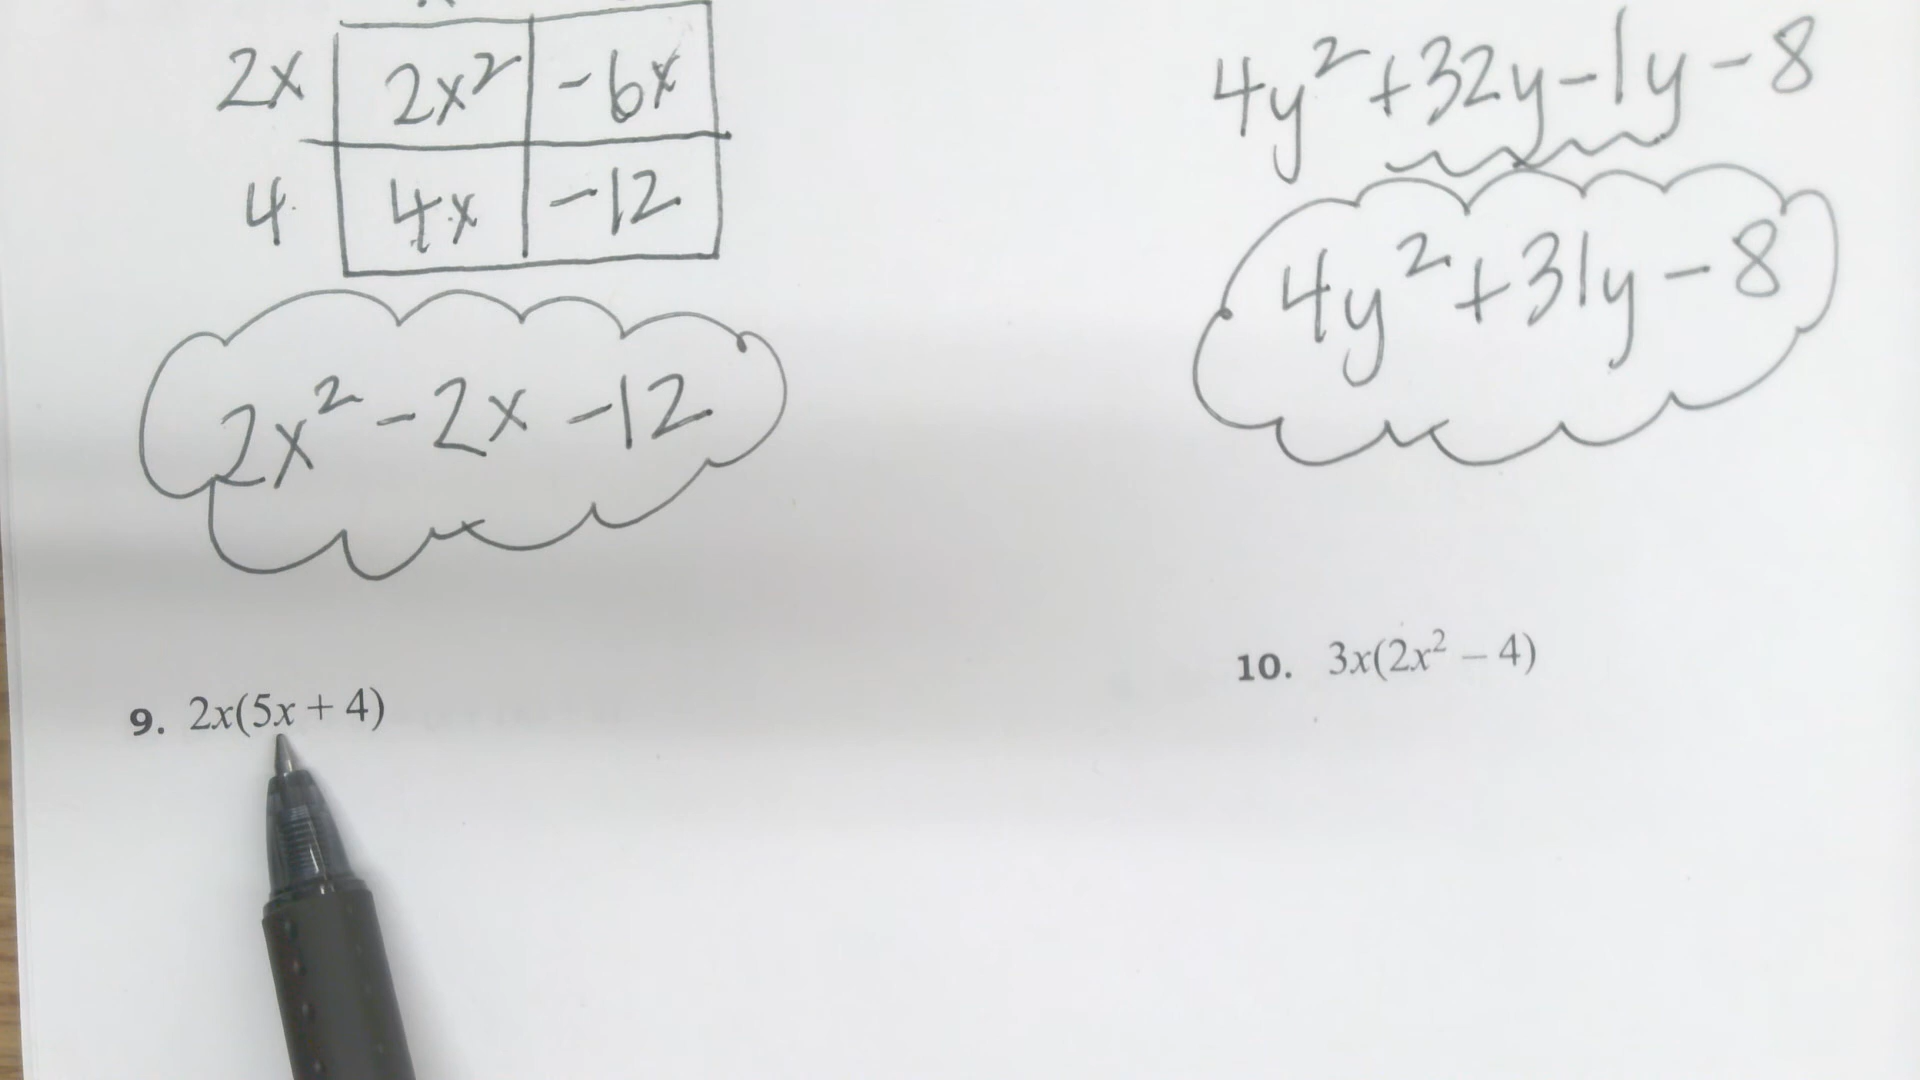 2x 2x² -6x
4 4x -12
2x² - 2x - 12
4y² + 32y - 1y - 8
4y² + 31y - 8
9. 2x(5x + 4)
10. 3x(2x² – 4)